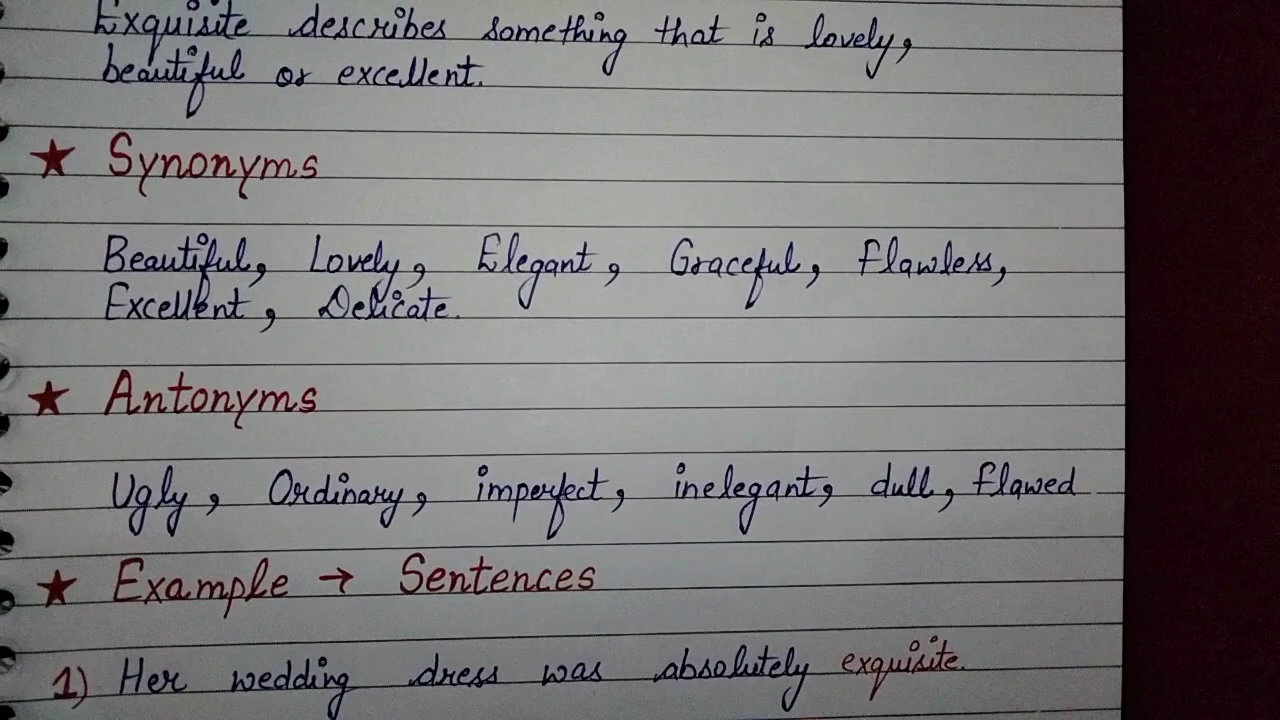 Exquisite describes something that is lovely,
beautiful or excellent.
★ Synonyms
Beautiful, Lovely, Elegant, Graceful, flawless,
Excellent, Delicate.
★ Antonyms
Ugly, Ordinary, imperfect, inelegant, dull, flawed
★ Example → Sentences
1) Her wedding dress was absolutely exquisite.